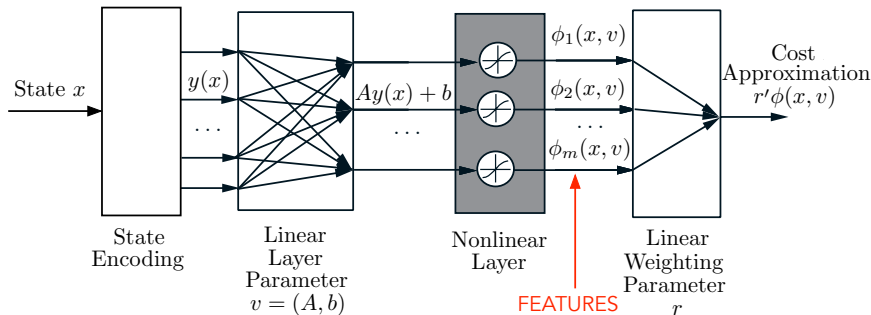 State x
y(x)
. . .
Ay(x) + b
. . .
ϕ₁(x, v)
ϕ₂(x, v)
. . .
ϕₘ(x, v)
Cost
Approximation
r′ϕ(x, v)
State
Encoding
Linear
Layer
Parameter
v = (A, b)
Nonlinear
Layer
FEATURES
Linear
Weighting
Parameter
r